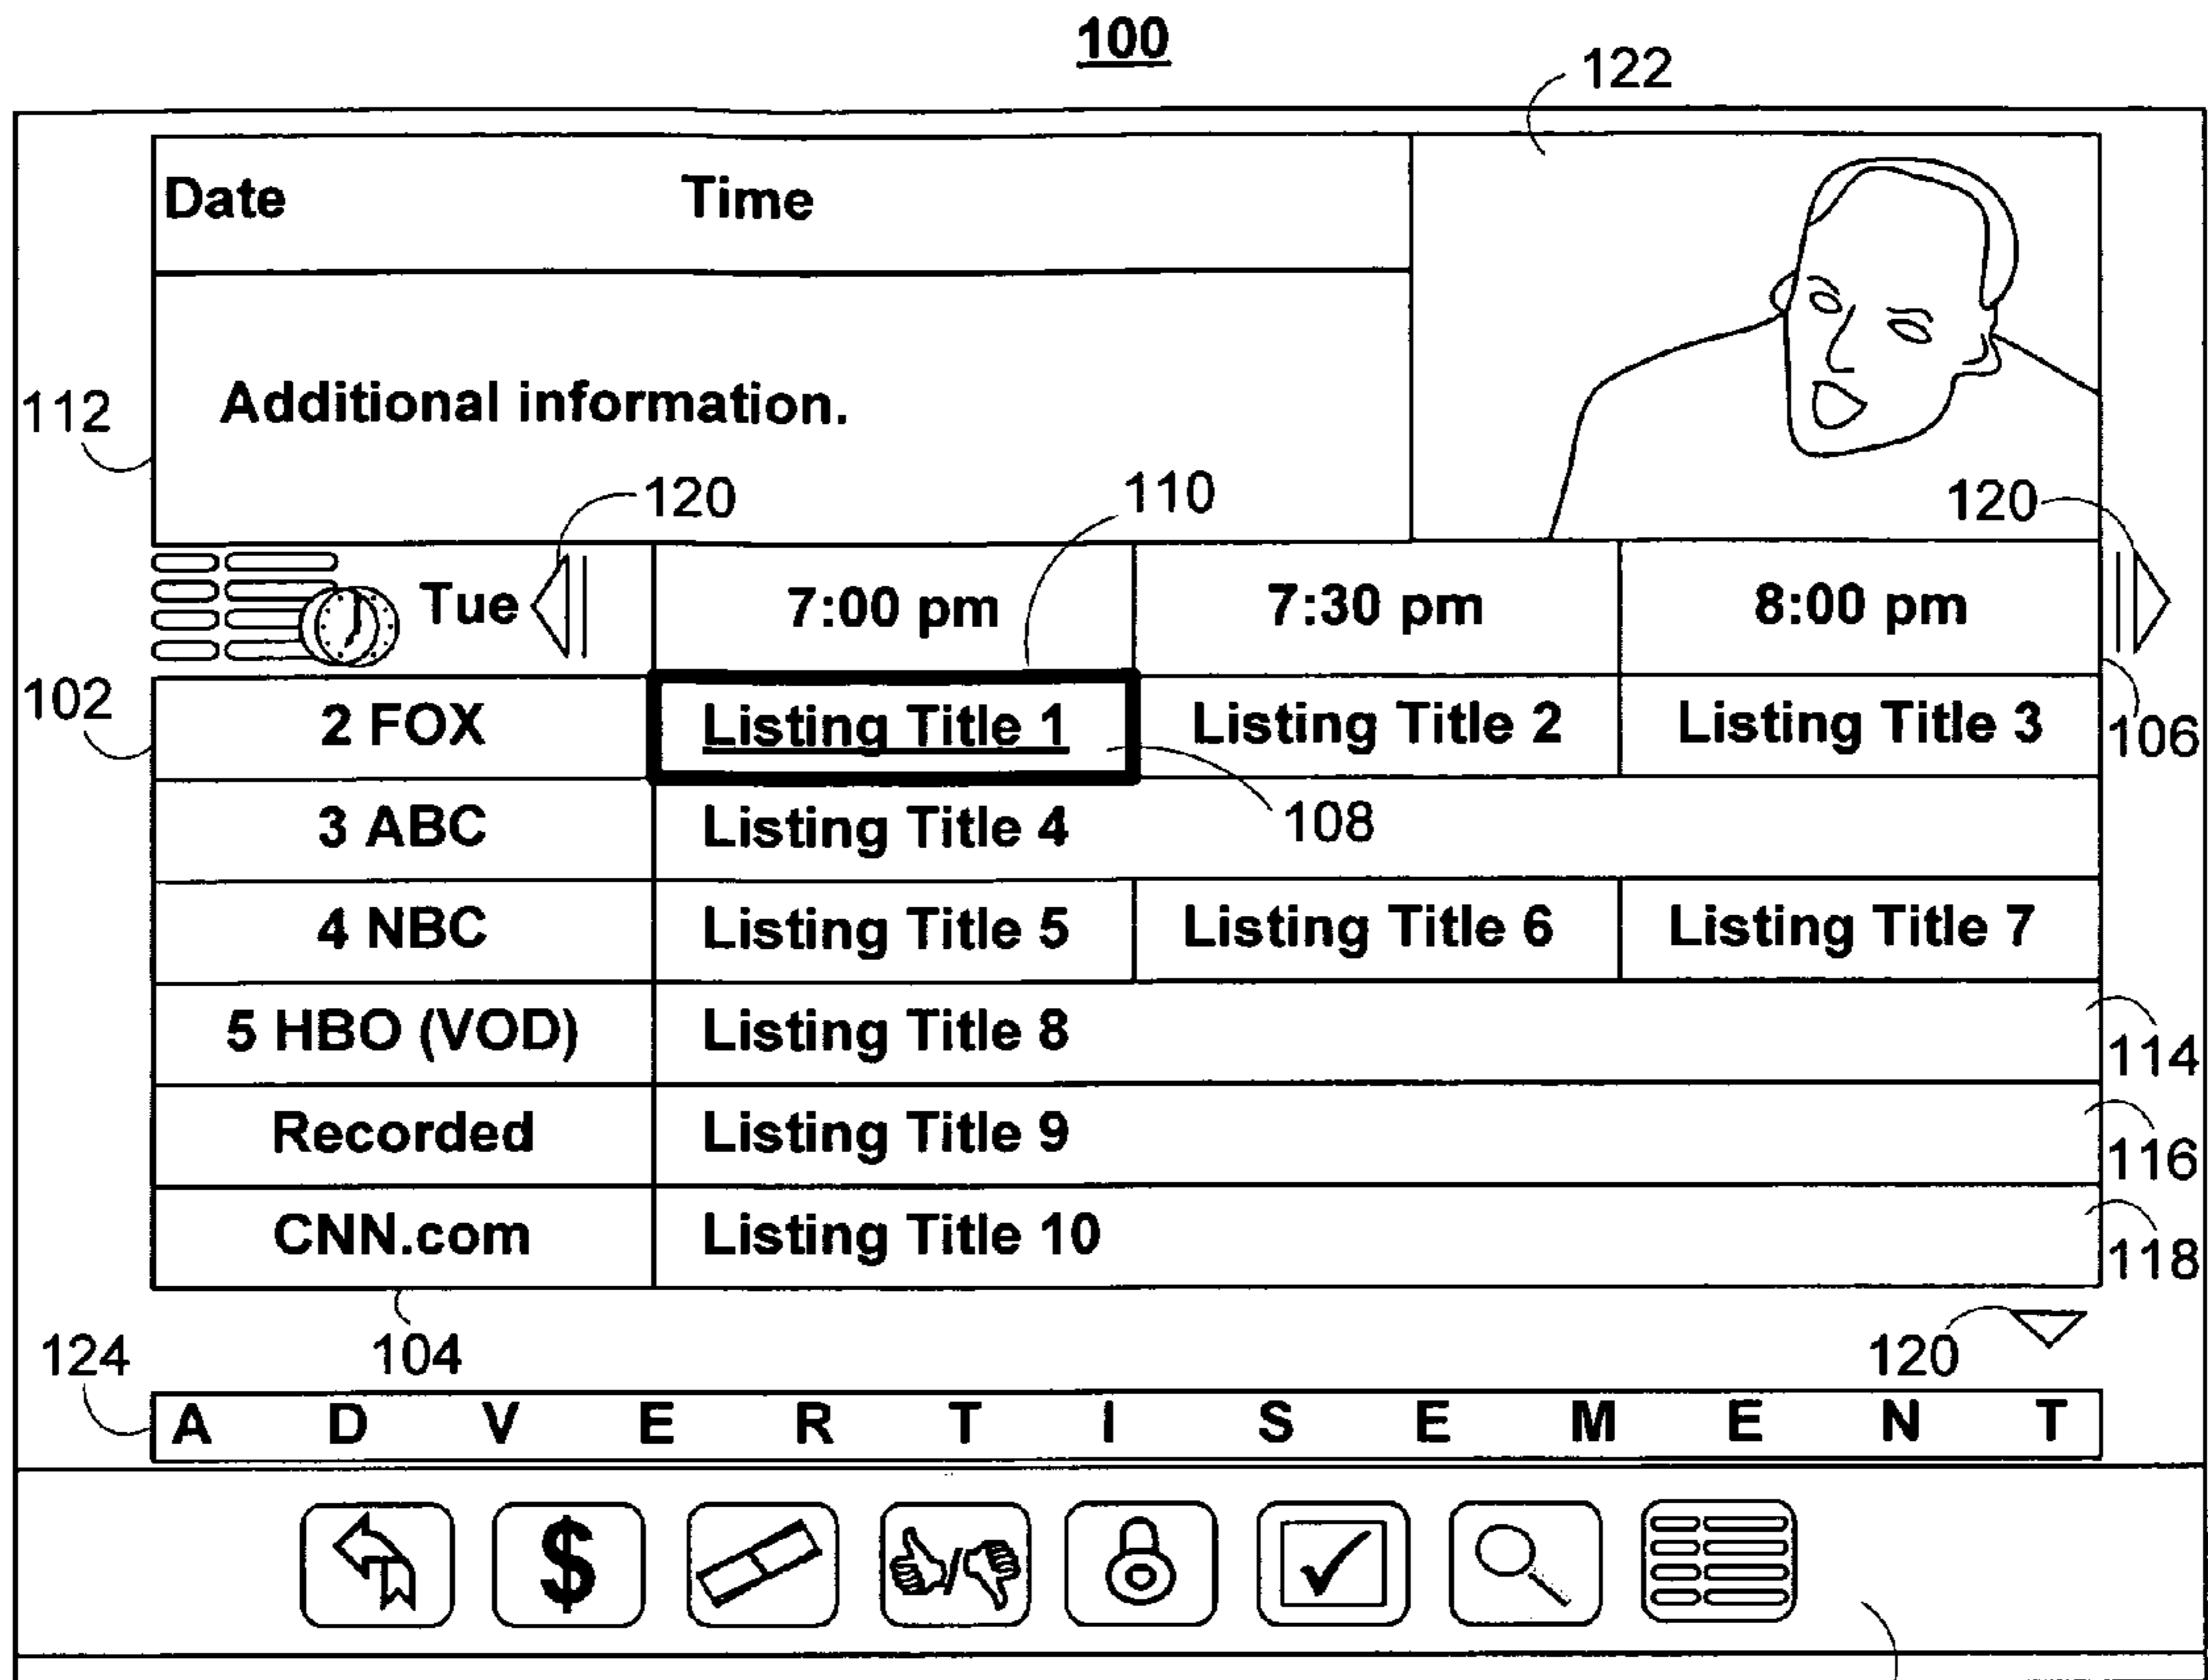 100
122
Date Time
112
Additional information.
120 110 120
Tue 7:00 pm 7:30 pm 8:00 pm
102
2 FOX Listing Title 1 Listing Title 2 Listing Title 3
106
3 ABC Listing Title 4
108
4 NBC Listing Title 5 Listing Title 6 Listing Title 7
5 HBO (VOD) Listing Title 8
114
Recorded Listing Title 9
116
CNN.com Listing Title 10
118
124 104 120
A D V E R T I S E M E N T
$